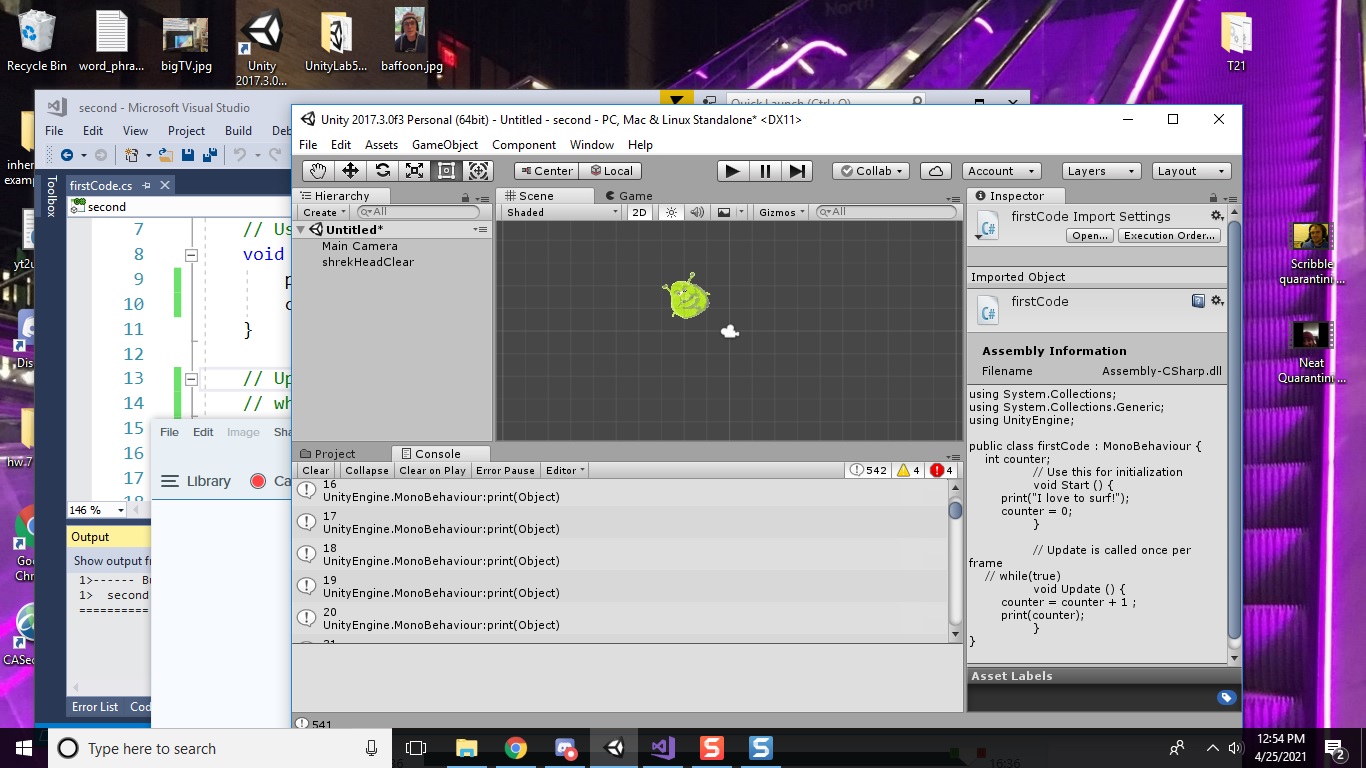 Recycle Bin
word_phra...
bigTV.jpg
Unity
2017.3.0...
UnityLab5...
baffoon.jpg
T21
North
inher
examp
yt2u
Dis
hw.7
Goo
Chr
CASec
Scribble
quarantini ...
Neat
Quarantini ...
second - Microsoft Visual Studio
Quick Launch (Ctrl+Q)
File Edit View Project Build Deb
Toolbox
firstCode.cs
second
7 // Us
8 void
9 p
10 c
11 }
12
13 // Up
14 // wh
15
16
17
18
146 %
Output
Show output fr
1>------ Bu
1> second
==========
Error List Cod
File Edit Image Sha
Library Ca
Unity 2017.3.0f3 Personal (64bit) - Untitled - second - PC, Mac & Linux Standalone* <DX11>
File Edit Assets GameObject Component Window Help
Center Local Collab Account Layers Layout
Hierarchy
Create All
Untitled*
Main Camera
shrekHeadClear
Scene Game
Shaded 2D Gizmos All
Project Console
Clear Collapse Clear on Play Error Pause Editor 542 4 4
16
UnityEngine.MonoBehaviour:print(Object)
17
UnityEngine.MonoBehaviour:print(Object)
18
UnityEngine.MonoBehaviour:print(Object)
19
UnityEngine.MonoBehaviour:print(Object)
20
UnityEngine.MonoBehaviour:print(Object)
21
541
Inspector
firstCode Import Settings
C#
Open... Execution Order...
Imported Object
firstCode
C#
Assembly Information
Filename Assembly-CSharp.dll
using System.Collections;
using System.Collections.Generic;
using UnityEngine;
public class firstCode : MonoBehaviour {
int counter;
// Use this for initialization
void Start () {
print("I love to surf!");
counter = 0;
}
// Update is called once per
frame
// while(true)
void Update () {
counter = counter + 1 ;
print(counter);
}
}
Asset Labels
Type here to search
16:36
12:54 PM
4/25/2021
2